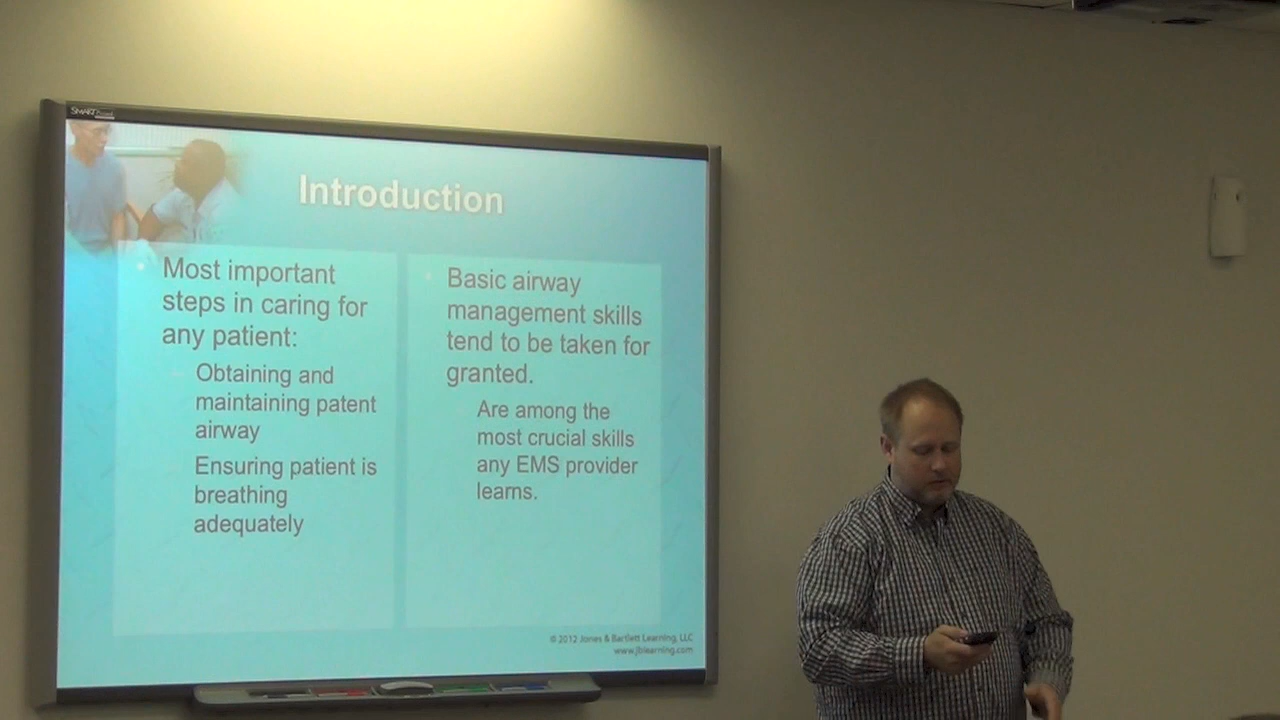 SMART
Introduction
Most important
steps in caring for
any patient:
Obtaining and
maintaining patent
airway
Ensuring patient is
breathing
adequately
Basic airway
management skills
tend to be taken for
granted.
Are among the
most crucial skills
any EMS provider
learns.
© 2012 Jones & Bartlett Learning, LLC
www.jblearning.com